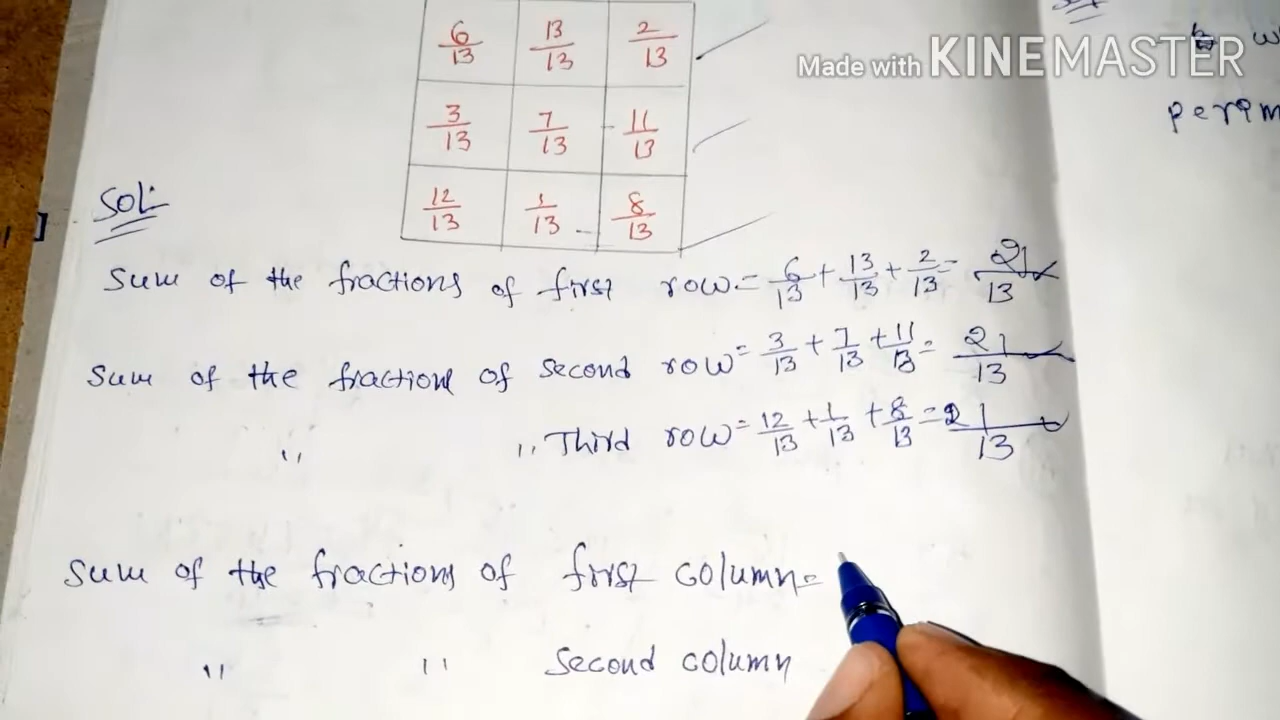 Made with KINEMASTER
6/13 13/13 2/13
3/13 7/13 11/13
12/13 1/13 8/13
perim
Sol:
Sum of the fractions of first row = 6/13 + 13/13 + 2/13 = 21/13
Sum of the fractions of second row = 3/13 + 7/13 + 11/13 = 21/13
" " Third row = 12/13 + 1/13 + 8/13 = 21/13
Sum of the fractions of first column =
" " Second column